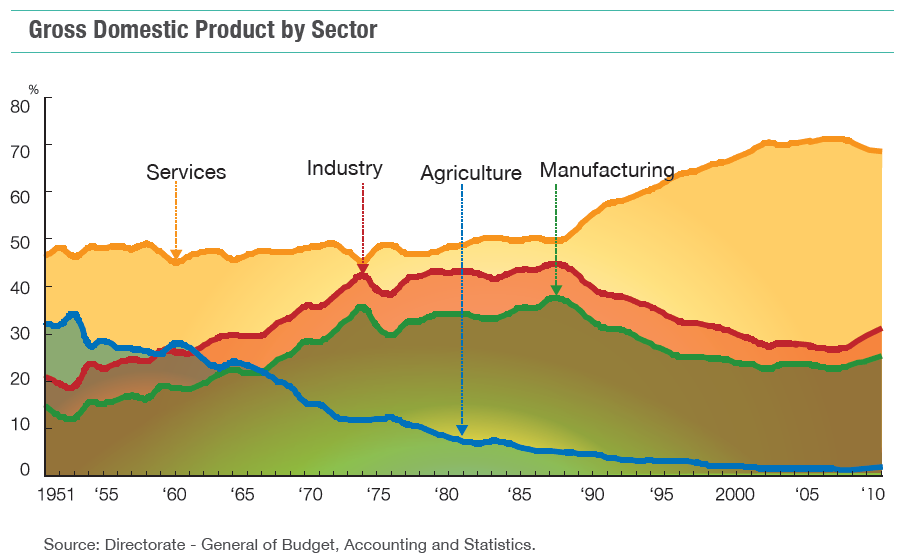 Gross Domestic Product by Sector
%
80
70
60
50
40
30
20
10
0
Services
Industry
Agriculture
Manufacturing
1951 '55 '60 '65 '70 '75 '80 '85 '90 '95 2000 '05 '10
Source: Directorate - General of Budget, Accounting and Statistics.